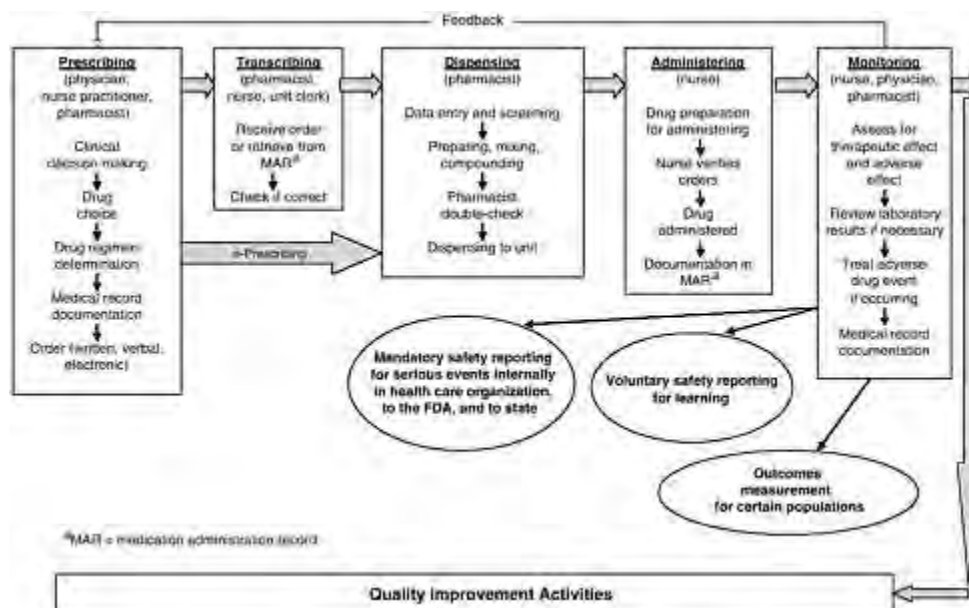 Feedback
Prescribing
(physician,
nurse practitioner,
pharmacist)
Clinical
decision making
Drug
choice
Drug regimen
determination
Medical record
documentation
Order (written, verbal,
electronic)
Transcribing
(pharmacist,
nurse, unit clerk)
Receive order
or retrieve from
MARa
Check if correct
e-Prescribing
Dispensing
(pharmacist)
Data entry and screening
Preparing, mixing,
compounding
Pharmacist
double-check
Dispensing to unit
Administering
(nurse)
Drug preparation
for administering
Nurse verifies
orders
Drug
administered
Documentation in
MARa
Monitoring
(nurse, physician,
pharmacist)
Assess for
therapeutic effect
and adverse
effect
Review laboratory
results if necessary
Treat adverse
drug event
if occurring
Medical record
documentation
Mandatory safety reporting
for serious events internally
in health care organization,
to the FDA, and to state
Voluntary safety reporting
for learning
Outcomes
measurement
for certain populations
aMAR = medication administration record
Quality Improvement Activities